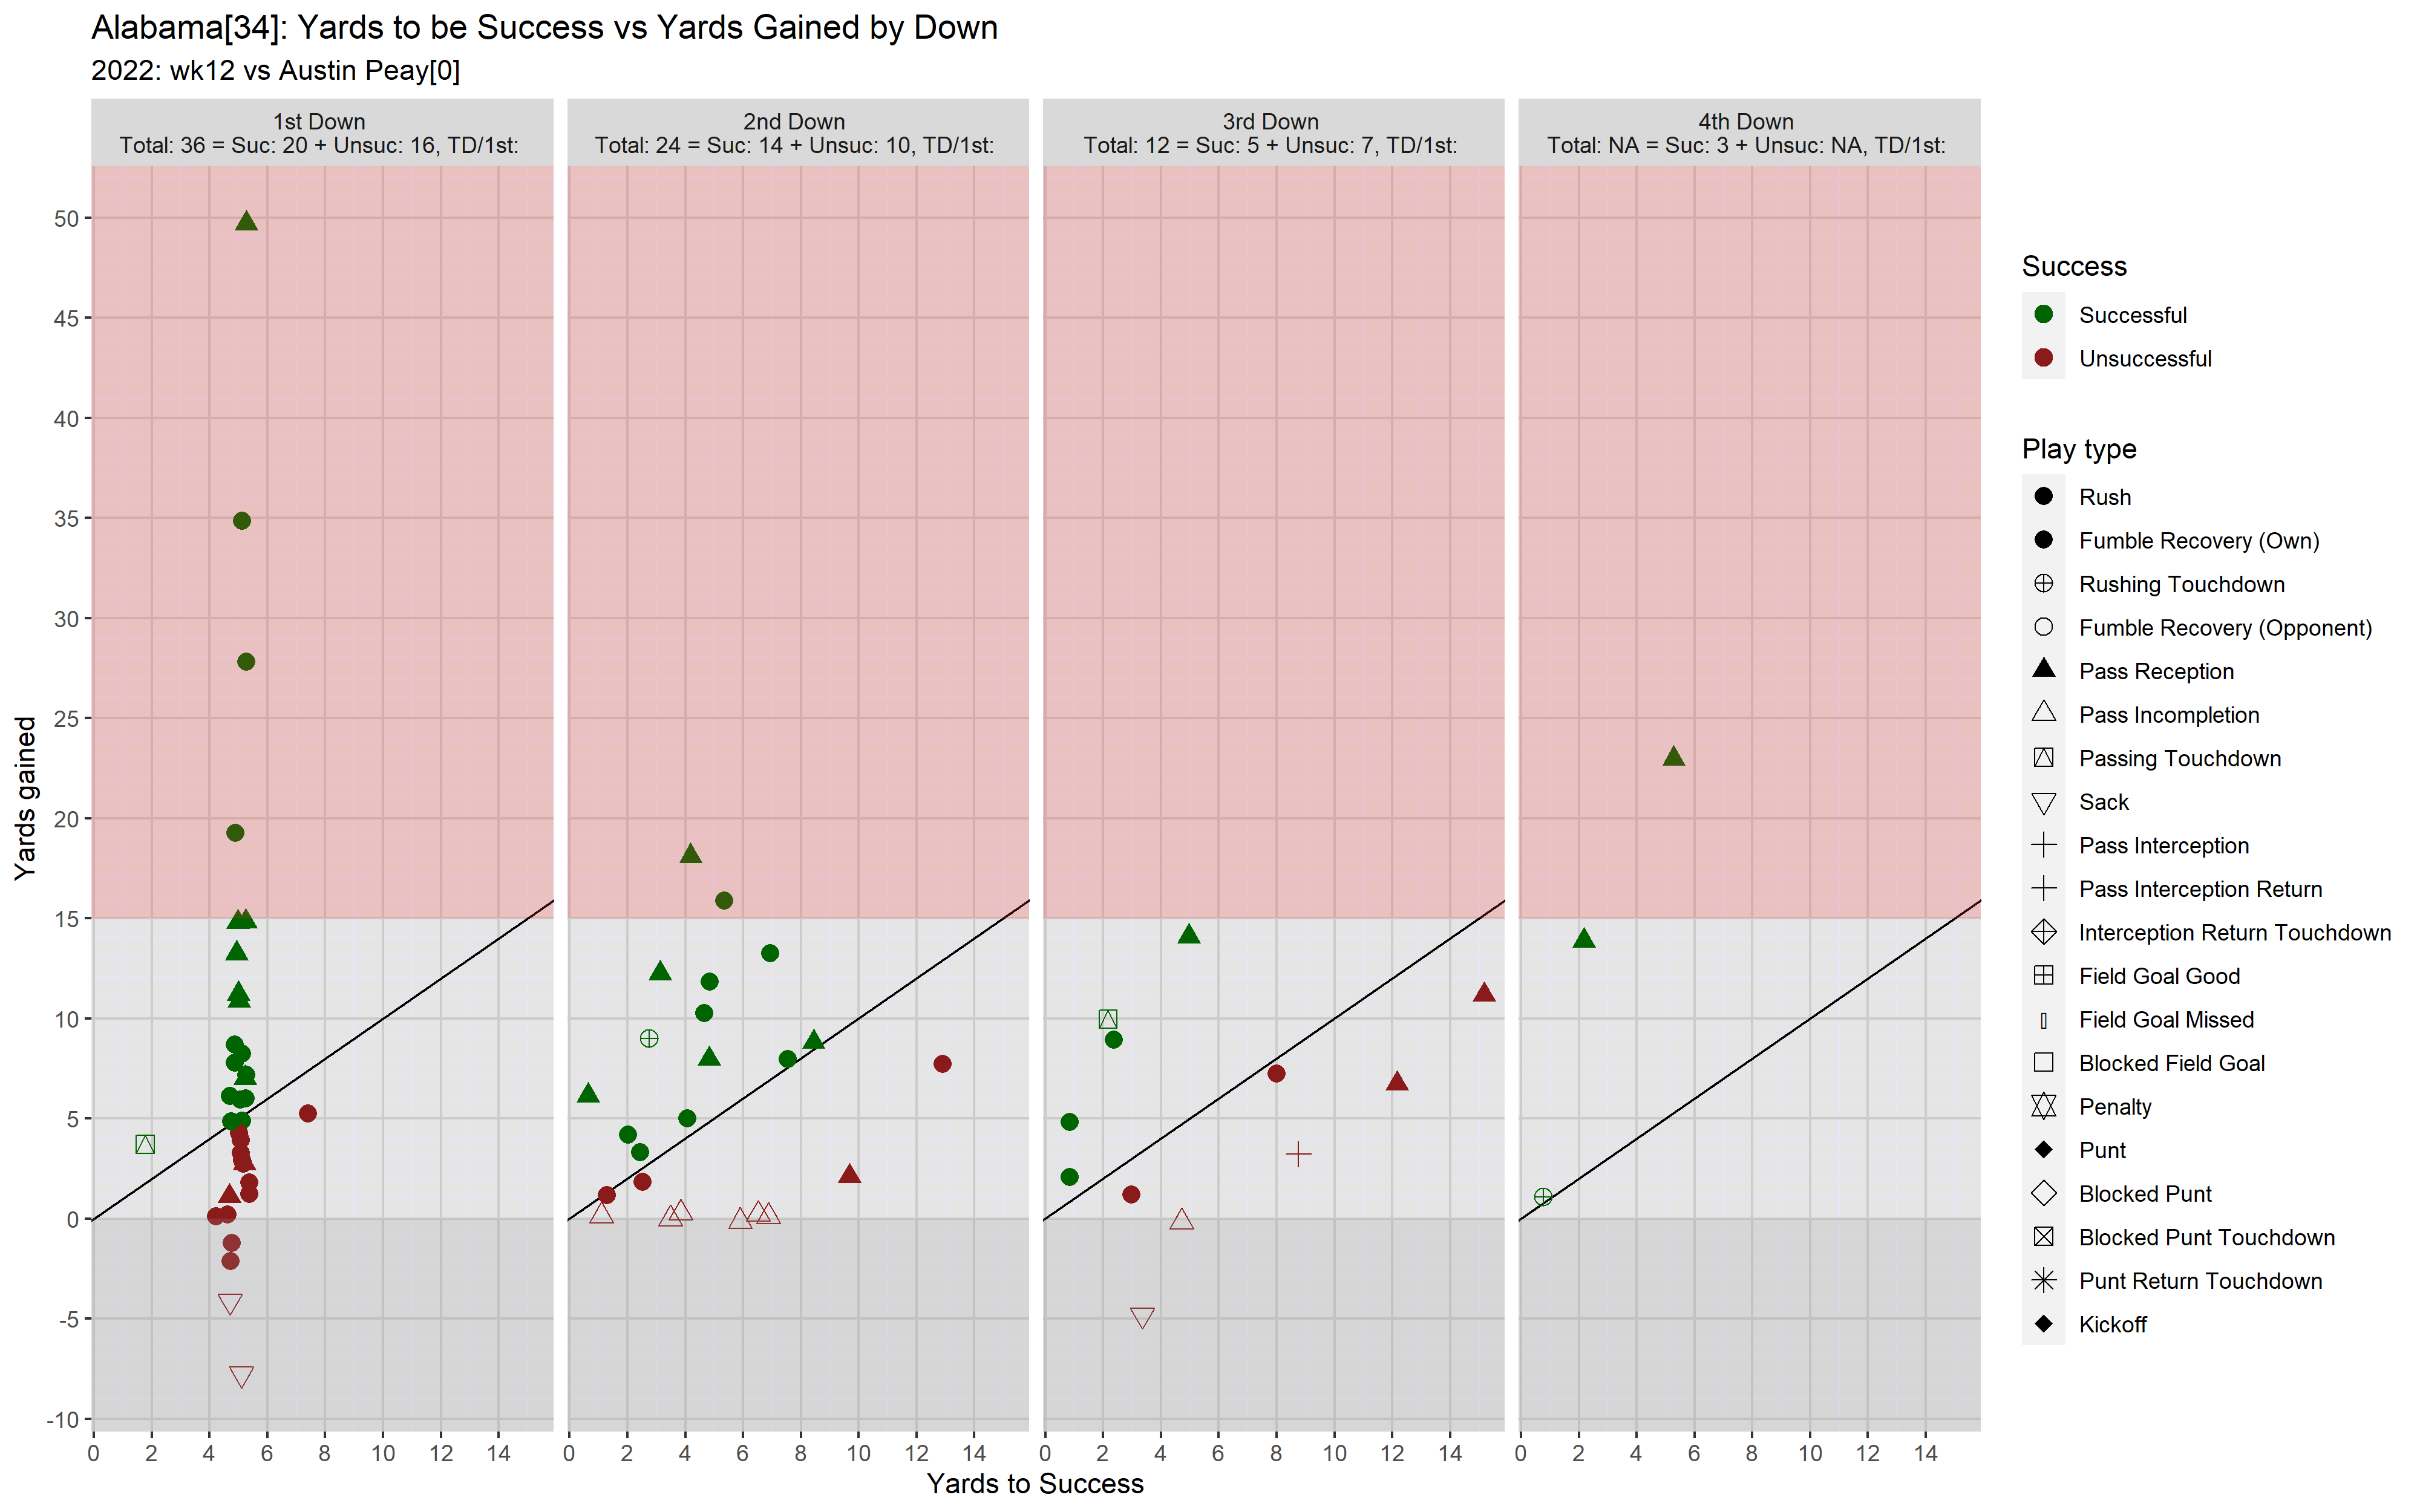 Alabama[34]: Yards to be Success vs Yards Gained by Down
2022: wk12 vs Austin Peay[0]
1st Down
Total: 36 = Suc: 20 + Unsuc: 16, TD/1st:
2nd Down
Total: 24 = Suc: 14 + Unsuc: 10, TD/1st:
3rd Down
Total: 12 = Suc: 5 + Unsuc: 7, TD/1st:
4th Down
Total: NA = Suc: 3 + Unsuc: NA, TD/1st:
Yards gained
50
45
40
35
30
25
20
15
10
5
0
-5
-10
0 2 4 6 8 10 12 14
0 2 4 6 8 10 12 14
0 2 4 6 8 10 12 14
0 2 4 6 8 10 12 14
Yards to Success
Success
Successful
Unsuccessful
Play type
Rush
Fumble Recovery (Own)
Rushing Touchdown
Fumble Recovery (Opponent)
Pass Reception
Pass Incompletion
Passing Touchdown
Sack
Pass Interception
Pass Interception Return
Interception Return Touchdown
Field Goal Good
Field Goal Missed
Blocked Field Goal
Penalty
Punt
Blocked Punt
Blocked Punt Touchdown
Punt Return Touchdown
Kickoff